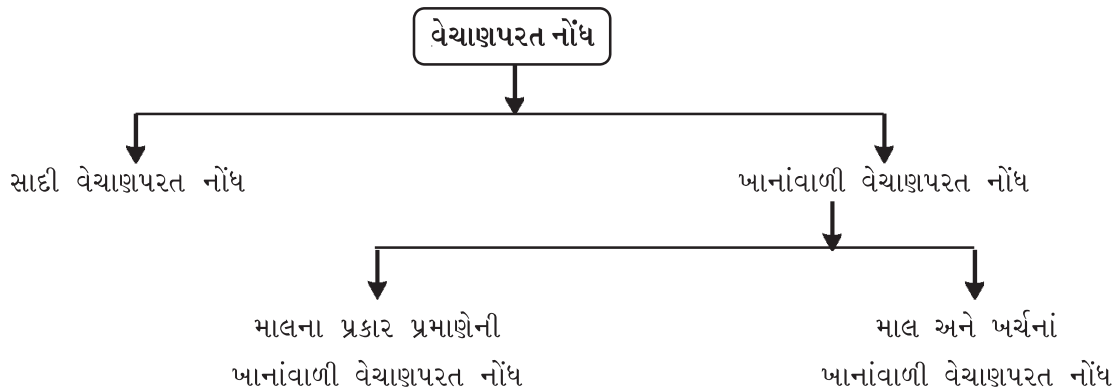 વેચાણપરત નોંધ
સાદી વેચાણપરત નોંધ
ખાનાંવાળી વેચાણપરત નોંધ
માલના પ્રકાર પ્રમાણેની
ખાનાંવાળી વેચાણપરત નોંધ
માલ અને ખર્ચનાં
ખાનાંવાળી વેચાણપરત નોંધ